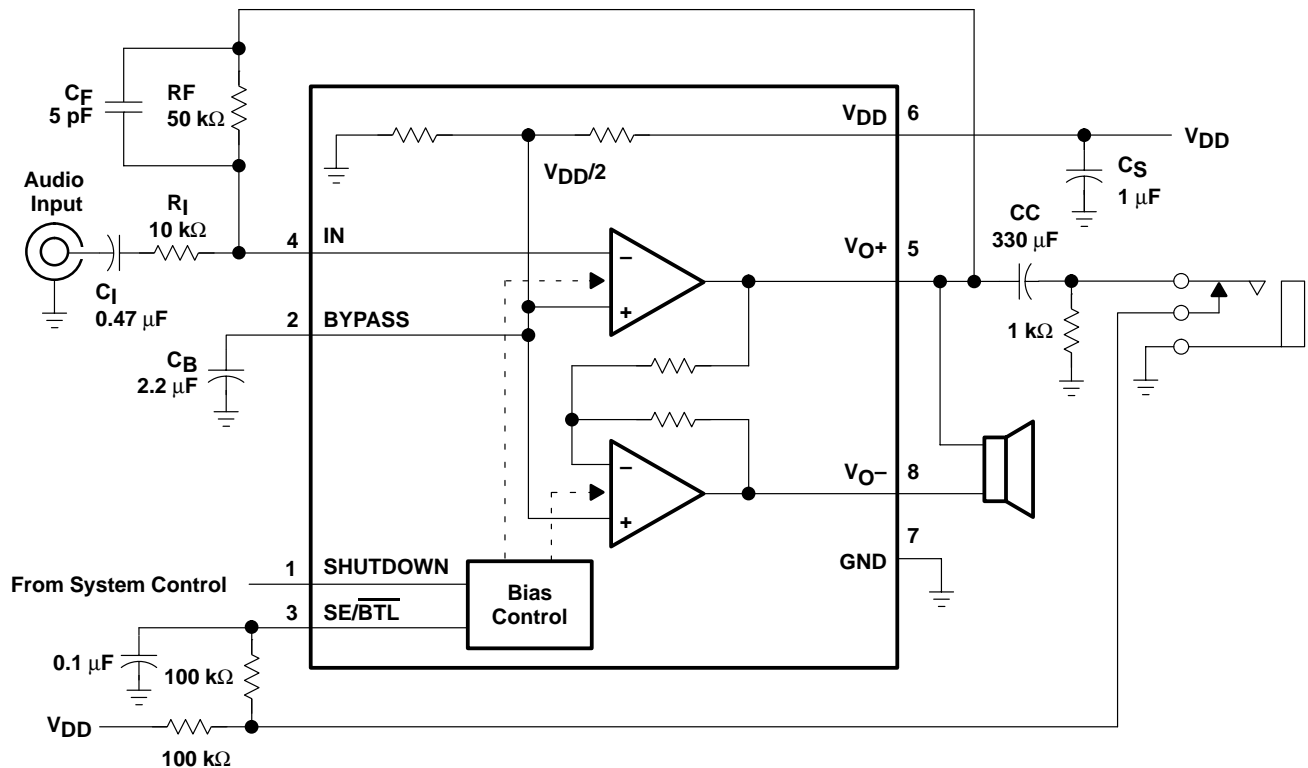 CF
5 pF
RF
50 kΩ
Audio
Input
RI
10 kΩ
CI
0.47 μF
4
IN
2
BYPASS
CB
2.2 μF
VDD/2
VDD
6
VDD
CS
1 μF
CC
330 μF
VO+
5
1 kΩ
−
+
−
+
VO−
8
7
GND
From System Control
1
SHUTDOWN
3
SE/BTL
Bias
Control
0.1 μF
100 kΩ
VDD
100 kΩ